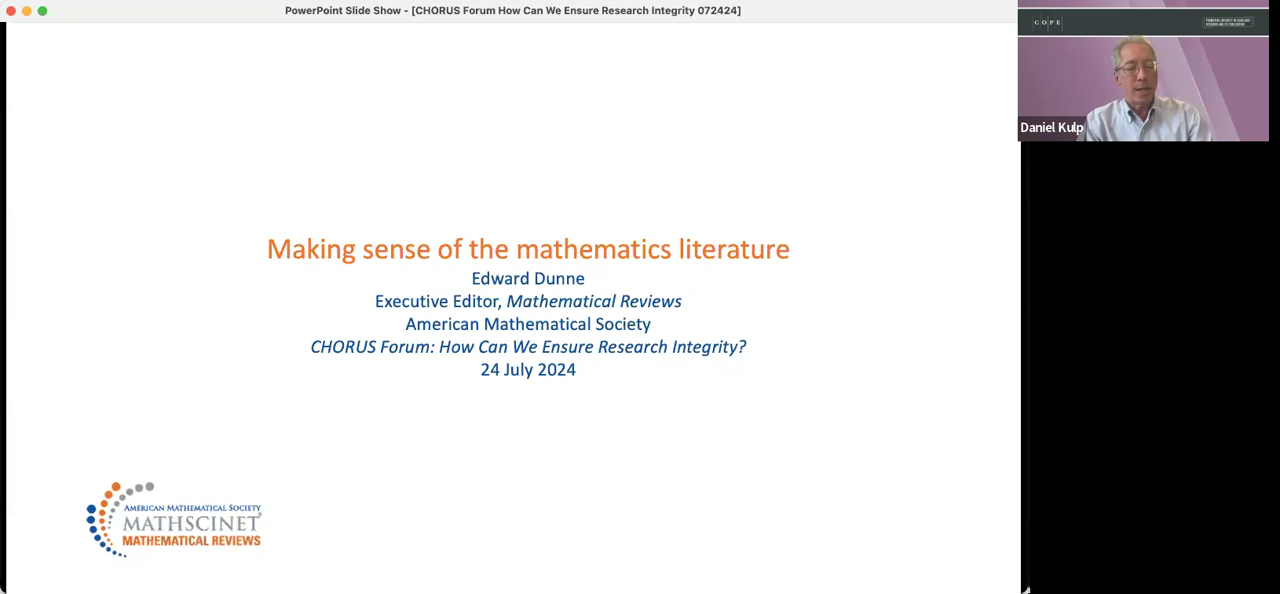 PowerPoint Slide Show - [CHORUS Forum How Can We Ensure Research Integrity 072424]
C O P E
Daniel Kulp
Making sense of the mathematics literature
Edward Dunne
Executive Editor, Mathematical Reviews
American Mathematical Society
CHORUS Forum: How Can We Ensure Research Integrity?
24 July 2024
AMERICAN MATHEMATICAL SOCIETY
MATHSCINET
MATHEMATICAL REVIEWS